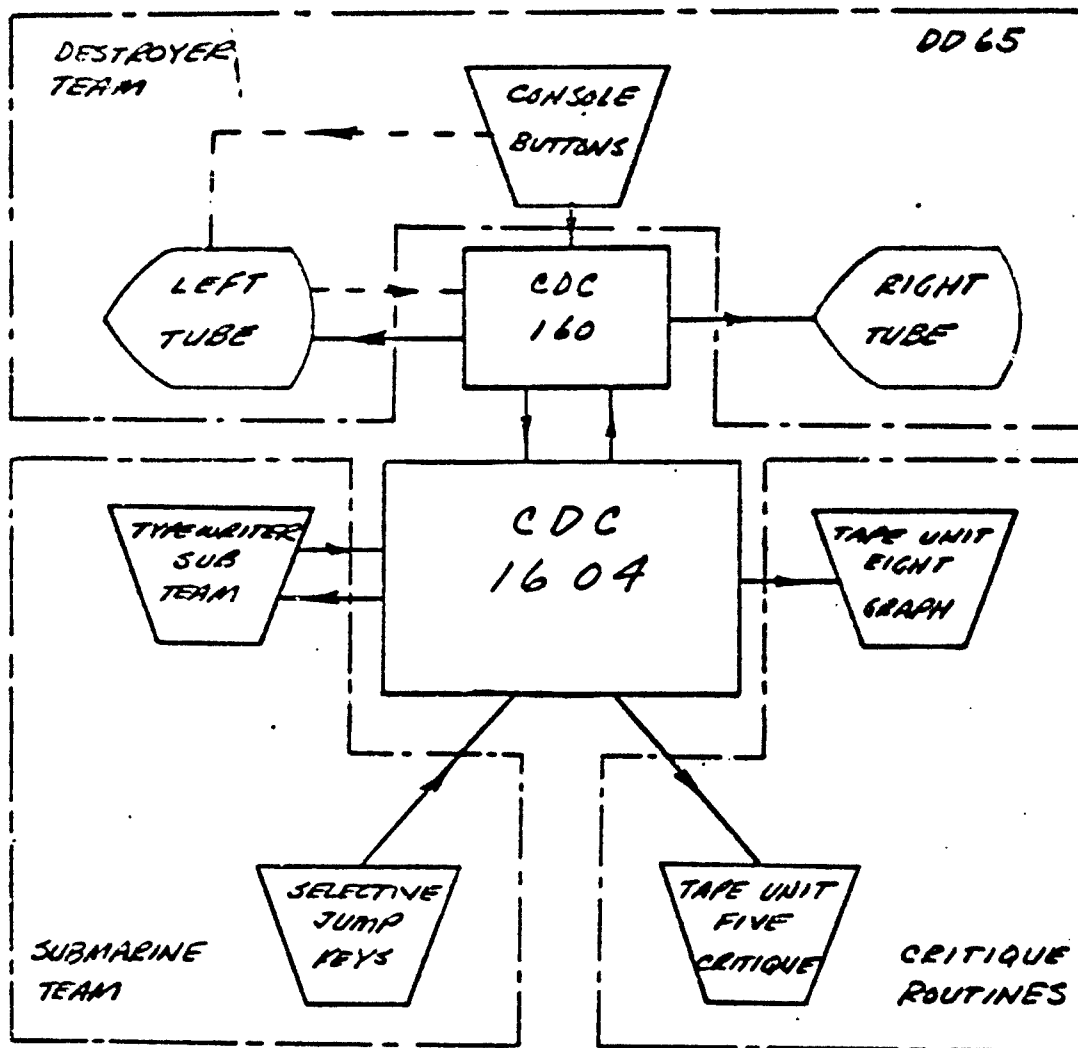 DESTROYER
TEAM
DD 65
CONSOLE
BUTTONS
LEFT
TUBE
CDC
160
RIGHT
TUBE
TYPEWRITER
SUB
TEAM
CDC
1604
TAPE UNIT
EIGHT
GRAPH
SELECTIVE
JUMP
KEYS
TAPE UNIT
FIVE
CRITIQUE
SUBMARINE
TEAM
CRITIQUE
ROUTINES